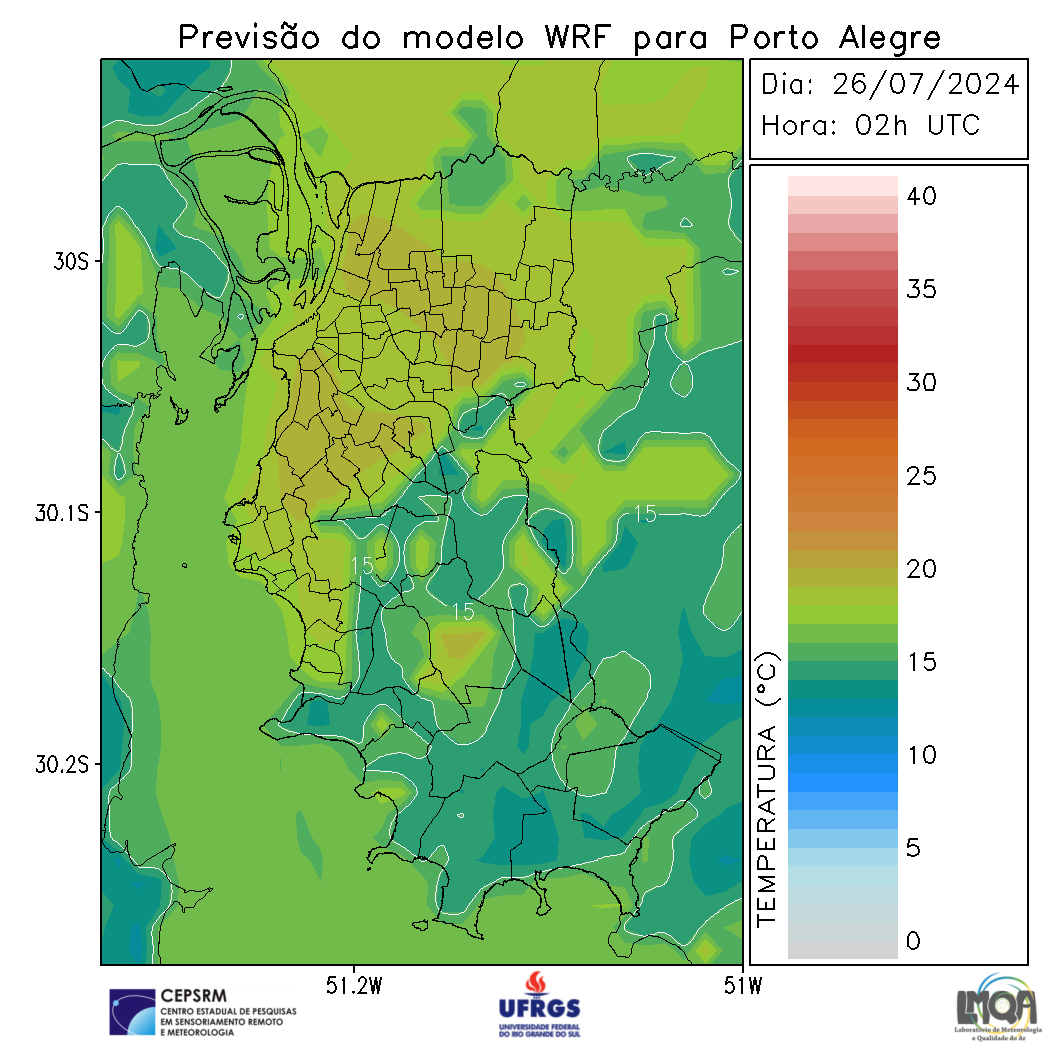 Previsão do modelo WRF para Porto Alegre
Dia: 26/07/2024
Hora: 02h UTC
40
35
30
25
20
15
10
5
0
TEMPERATURA (°C)
30S
30.1S
30.2S
51.2W
51W
15
15
15
CEPSRM
CENTRO ESTADUAL DE PESQUISAS
EM SENSORIAMENTO REMOTO
E METEOROLOGIA
UFRGS
UNIVERSIDADE FEDERAL
DO RIO GRANDE DO SUL
LMQA
Laboratório de Meteorologia
e Qualidade do Ar